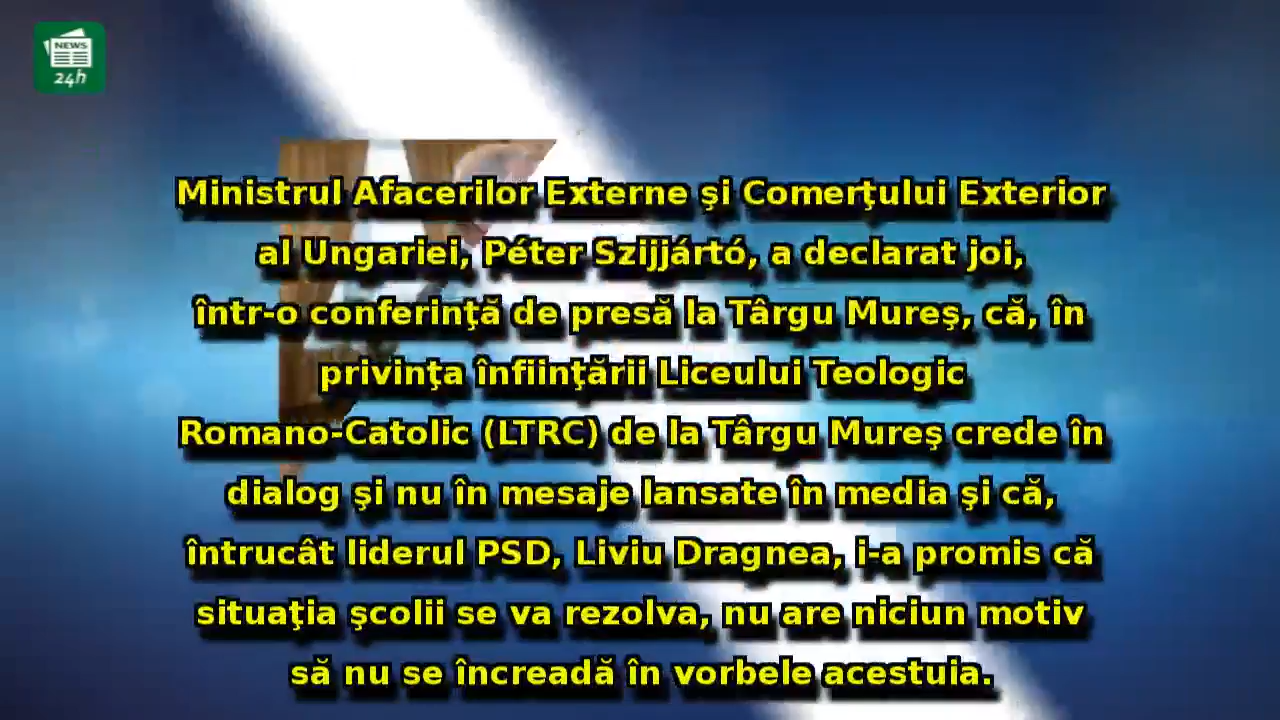 NEWS
24h
Ministrul Afacerilor Externe şi Comerţului Exterior
al Ungariei, Péter Szijjártó, a declarat joi,
într-o conferinţă de presă la Târgu Mureş, că, în
privinţa înfiinţării Liceului Teologic
Romano-Catolic (LTRC) de la Târgu Mureş crede în
dialog şi nu în mesaje lansate în media şi că,
întrucât liderul PSD, Liviu Dragnea, i-a promis că
situaţia şcolii se va rezolva, nu are niciun motiv
să nu se încreadă în vorbele acestuia.